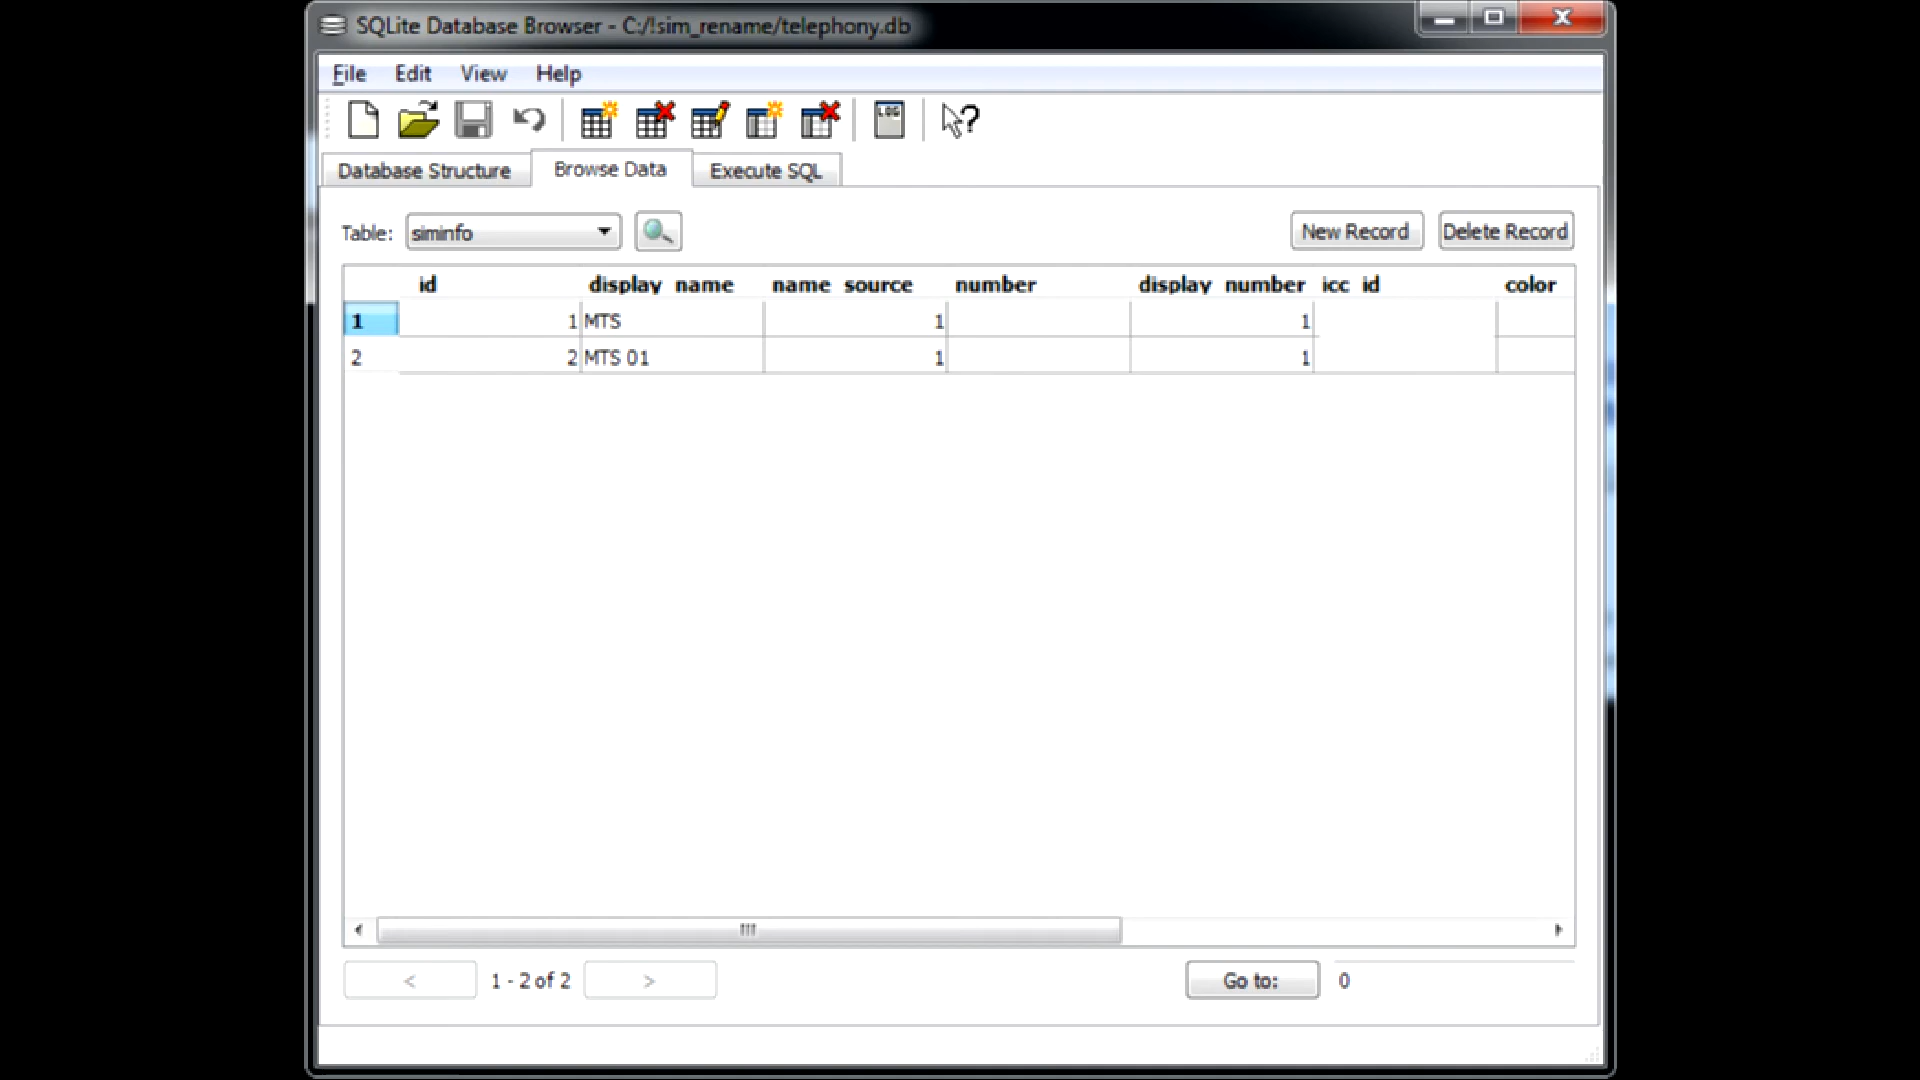 SQLite Database Browser - C:/!sim_rename/telephony.db
File Edit View Help
LOG
Database Structure Browse Data Execute SQL
Table: siminfo New Record Delete Record
id display_name name_source number display_number icc_id color
1 1 MTS 1 1
2 2 MTS 01 1 1
< 1 - 2 of 2 > Go to: 0